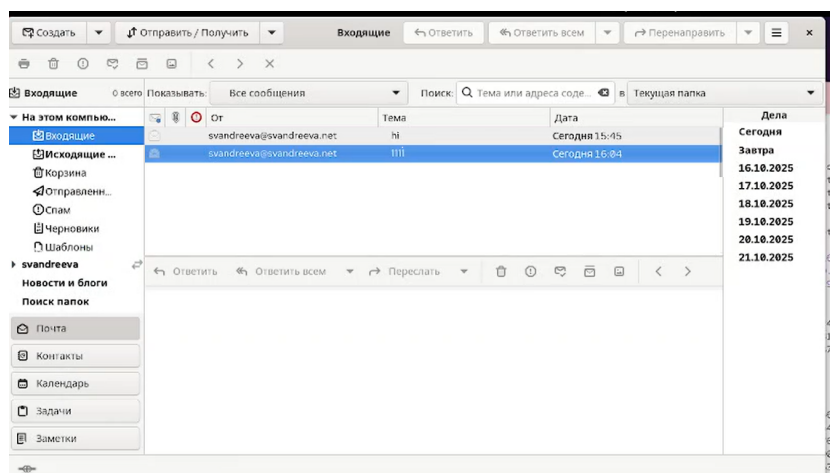 Создать
Отправить / Получить
Входящие
Ответить
Ответить всем
Перенаправить
Входящие 0 всего
Показывать: Все сообщения
Поиск: Тема или адреса соде... в Текущая папка
На этом компью...
Входящие
Исходящие ...
Корзина
Отправленн...
Спам
Черновики
Шаблоны
svandreeva
Новости и блоги
Поиск папок
Почта
Контакты
Календарь
Задачи
Заметки
От Тема Дата
svandreeva@svandreeva.net hi Сегодня 15:45
svandreeva@svandreeva.net Сегодня 16:04
Ответить
Ответить всем
Переслать
Дела
Сегодня
Завтра
16.10.2025
17.10.2025
18.10.2025
19.10.2025
20.10.2025
21.10.2025